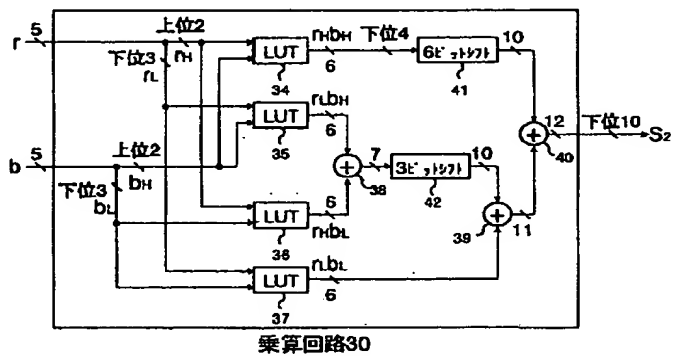 r 5 上位2 rH LUT 34 rHbH 6 下位4 6ビットシフト 41 10
下位3 rL
LUT 35 rLbH 6
12 下位10 S2
+ 40
b 5 上位2 bH
下位3 bL
+ 38 7 3ビットシフト 42 10
LUT 36 6 rHbL
+ 39 11
LUT 37 rLbL 6
乗算回路30